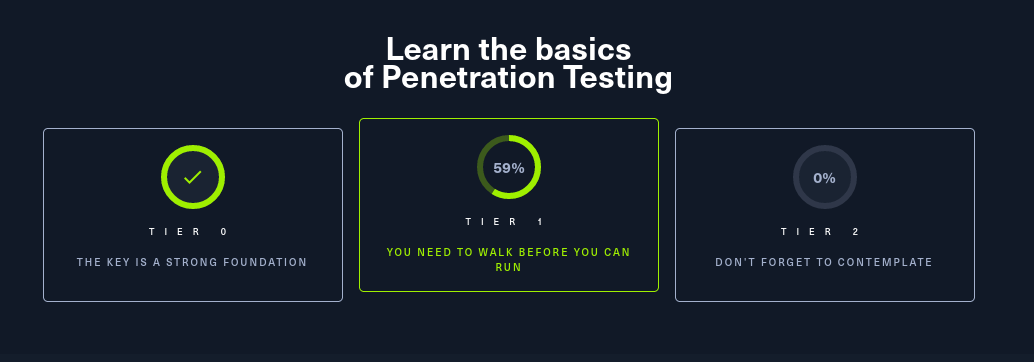 Learn the basics
of Penetration Testing
TIER 0
THE KEY IS A STRONG FOUNDATION
59%
TIER 1
YOU NEED TO WALK BEFORE YOU CAN
RUN
0%
TIER 2
DON'T FORGET TO CONTEMPLATE